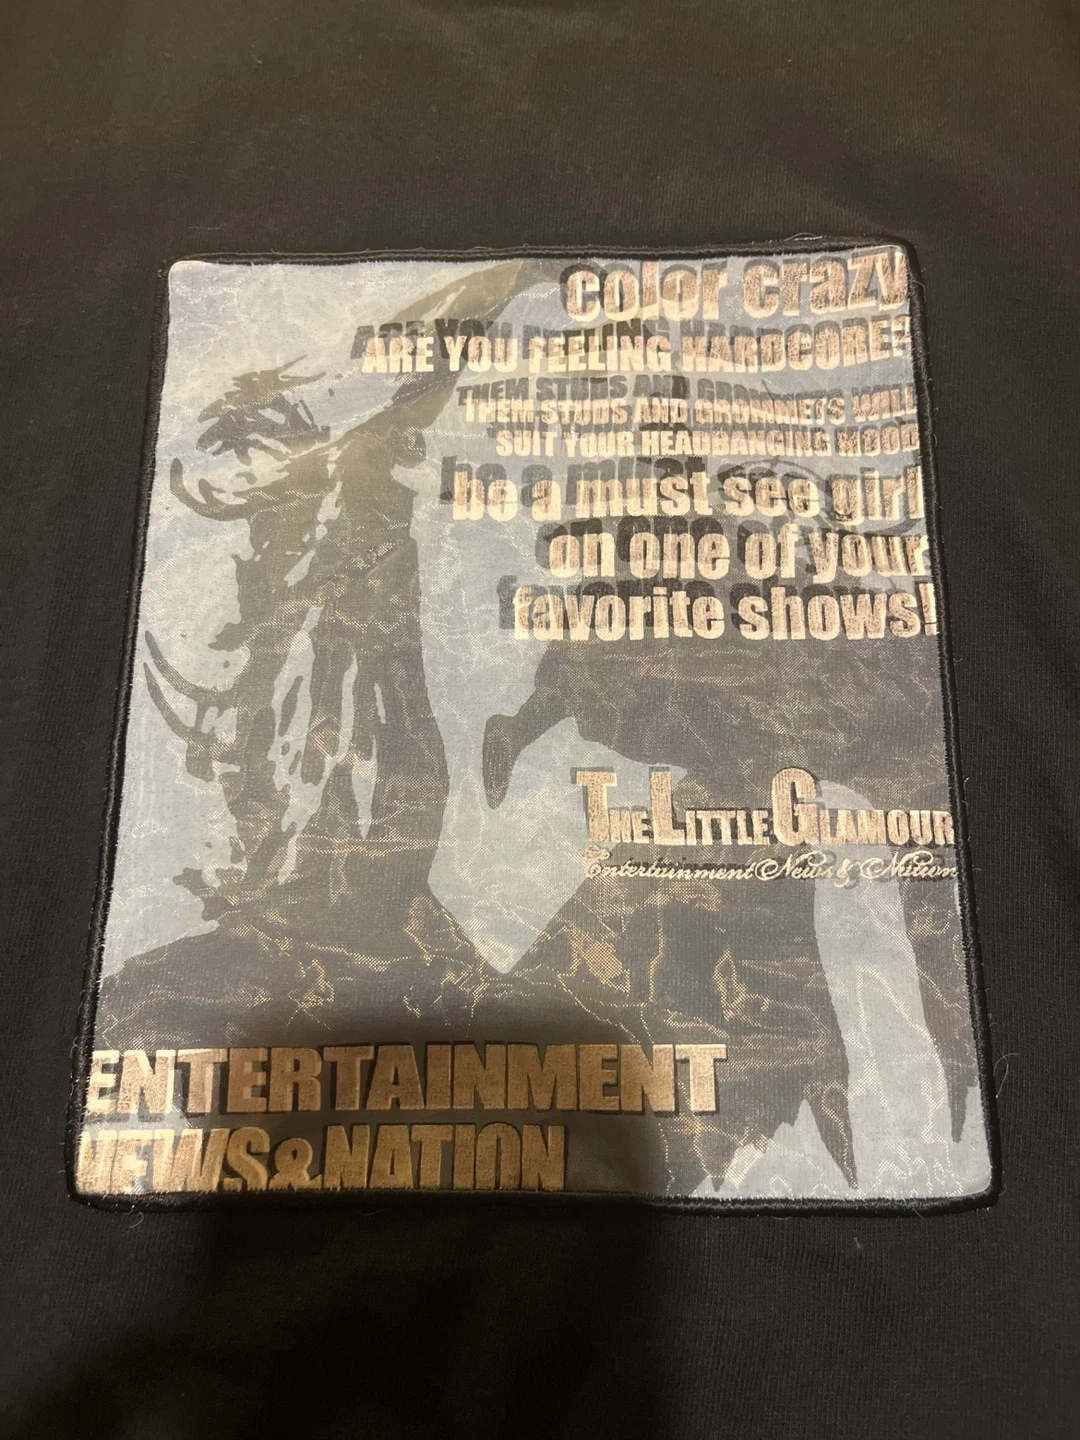 color crazy
ARE YOU FEELING HARDCORE?
THEM STUDS AND GROMMETS WILL
SUIT YOUR HEADBANGING MOOD
be a must see girl
on one of your
favorite shows!
THE LITTLE GLAMOUR
Entertainment News & Nation
ENTERTAINMENT
NEWS&NATION